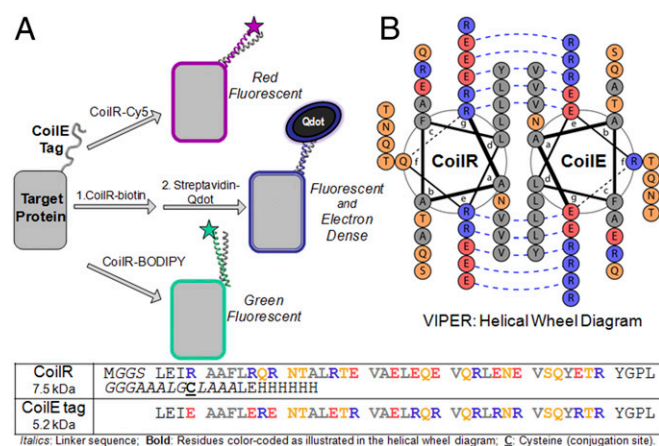 A
B
CoilE
Tag
Target
Protein
CoilR-Cy5
Red
Fluorescent
1.CoilR-biotin
2. Streptavidin-
Qdot
Qdot
Fluorescent
and
Electron
Dense
CoilR-BODIPY
Green
Fluorescent
CoilR
CoilE
VIPER: Helical Wheel Diagram
CoilR
7.5 kDa
MGGS LEIR AAFLRQR NTALRTE VAELEQE VQRLENE VSQYETR YGPL
GGGAAALGCLAAALEHHHHHH
CoilE tag
5.2 kDa
LEIE AAFLERE NTALETR VAELRQR VQRLRNR VSQYRTR YGPL
Italics: Linker sequence; Bold: Residues color-coded as illustrated in the helical wheel diagram; C: Cysteine (conjugation site).